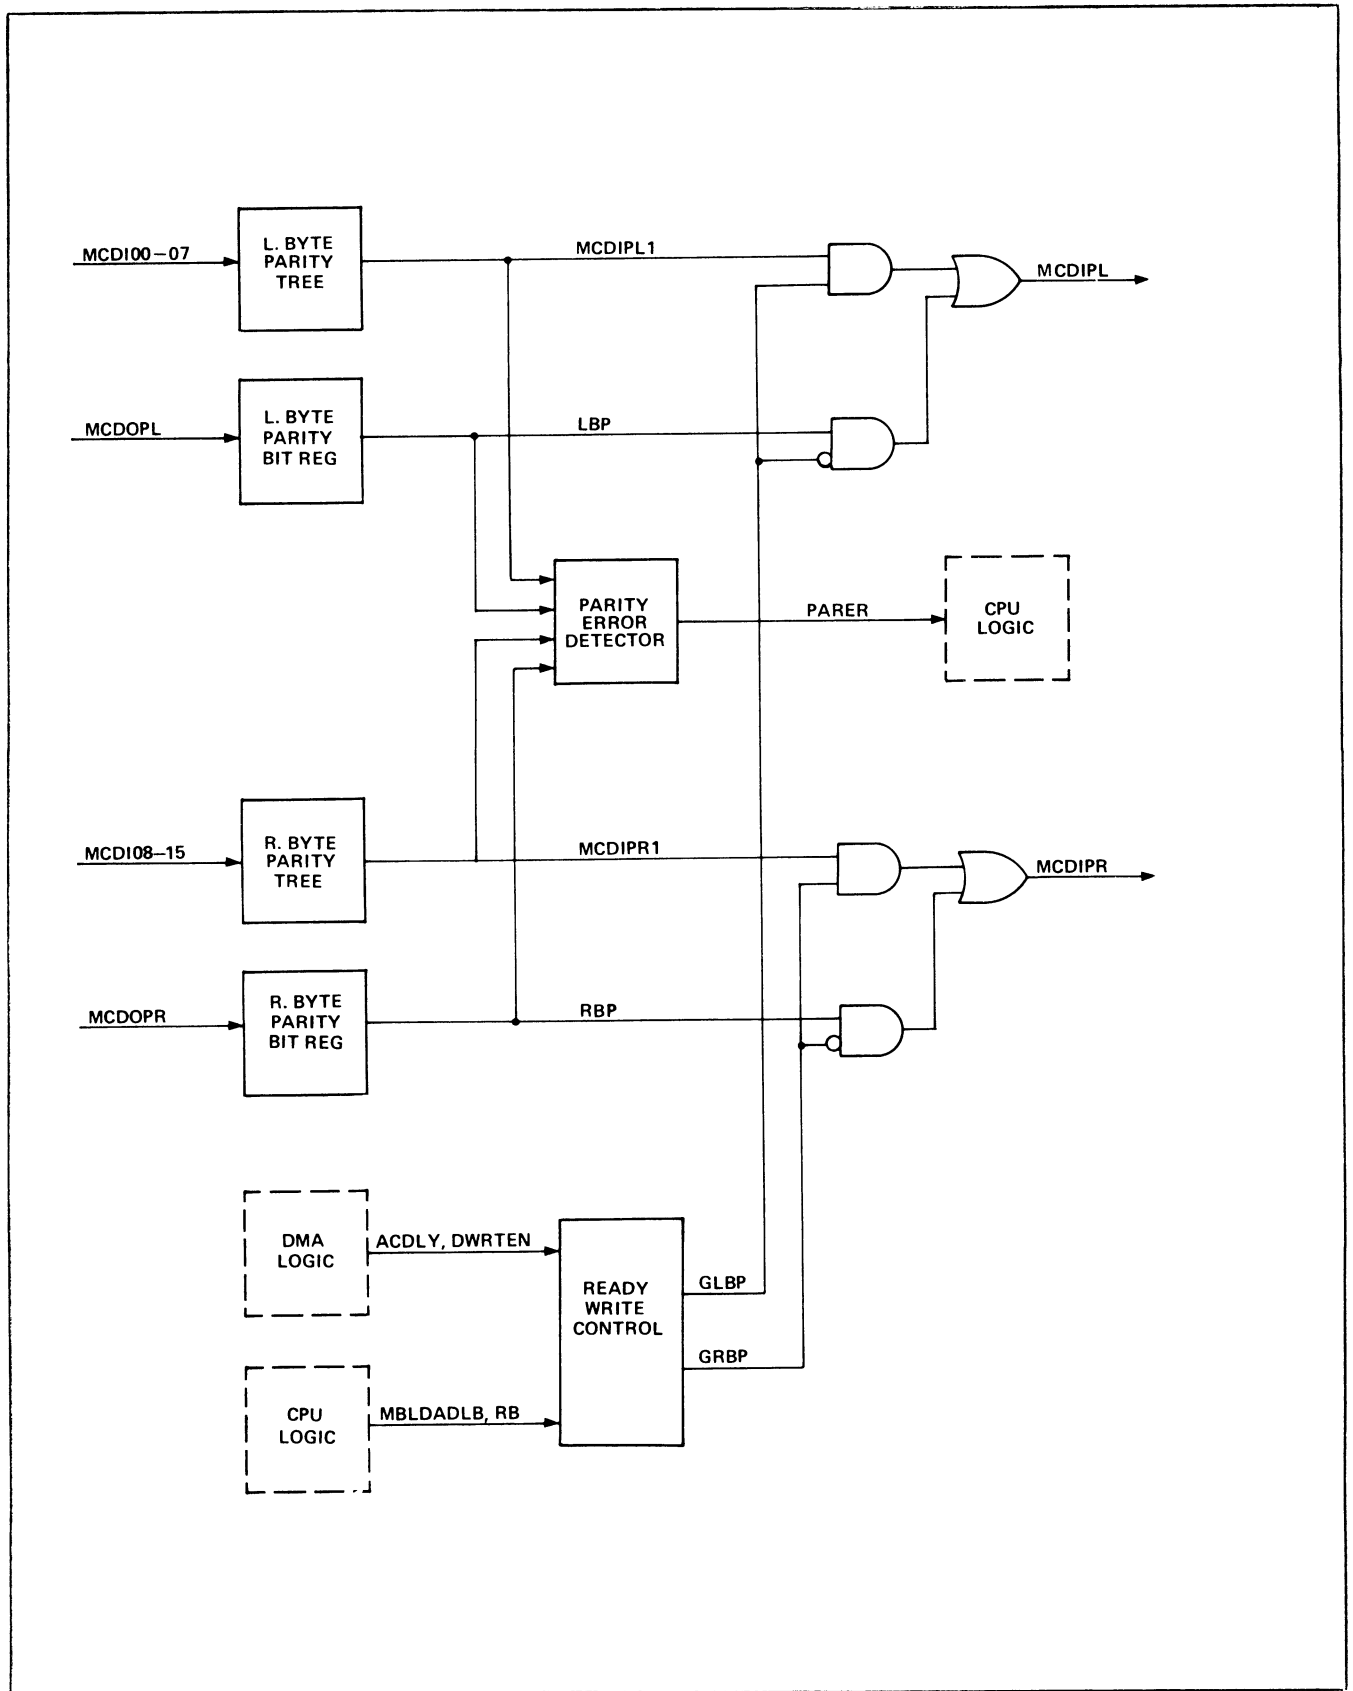 MCDI00–07
L. BYTE
PARITY
TREE
MCDIPL1
MCDIPL
MCDOPL
L. BYTE
PARITY
BIT REG
LBP
PARITY
ERROR
DETECTOR
PARER
CPU
LOGIC
MCDI08–15
R. BYTE
PARITY
TREE
MCDIPR1
MCDIPR
MCDOPR
R. BYTE
PARITY
BIT REG
RBP
DMA
LOGIC
ACDLY, DWRTEN
READY
WRITE
CONTROL
GLBP
GRBP
CPU
LOGIC
MBLDADLB, RB